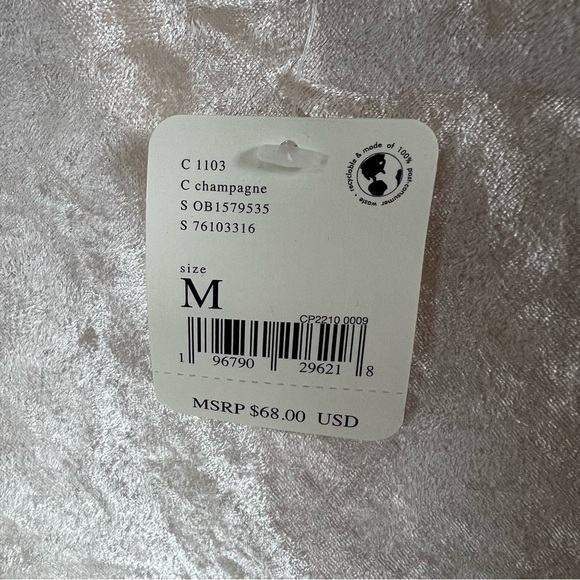 C 1103
C champagne
S OB1579535
S 76103316
recyclable & made of 100% post-consumer waste •
size
M
CP2210 0009
1 96790 29621 8
MSRP $68.00 USD